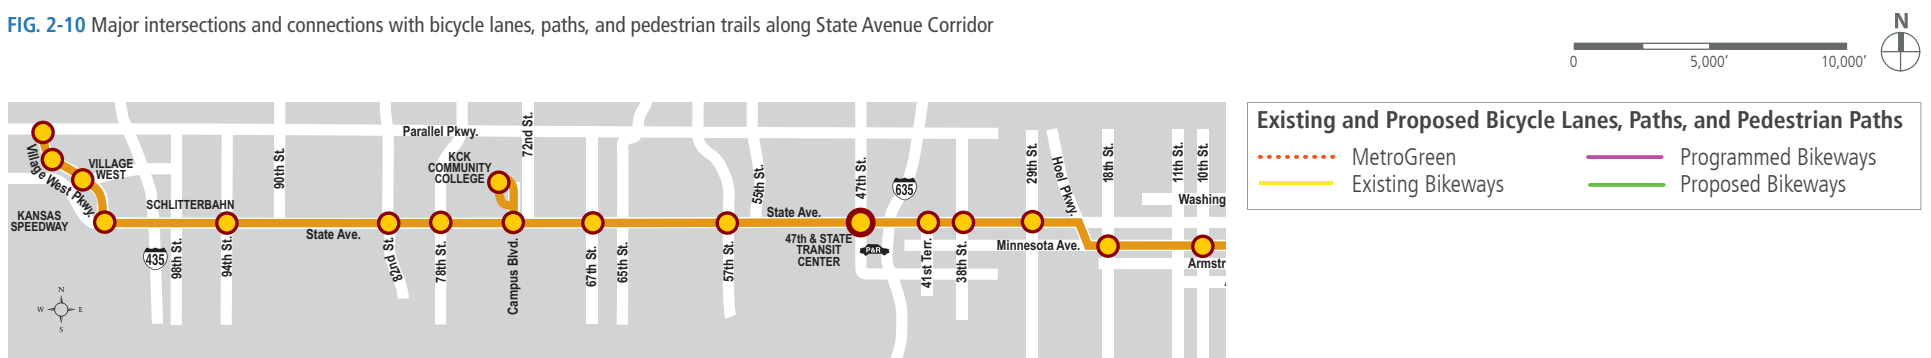 FIG. 2-10 Major intersections and connections with bicycle lanes, paths, and pedestrian trails along State Avenue Corridor
N
0 5,000’ 10,000’
Existing and Proposed Bicycle Lanes, Paths, and Pedestrian Paths
MetroGreen
Programmed Bikeways
Existing Bikeways
Proposed Bikeways
Parallel Pkwy.
72nd St.
KCK
COMMUNITY
COLLEGE
Village West Pkwy.
VILLAGE
WEST
90th St.
55th St.
47th St.
635
29th St.
Hoel Pkwy.
18th St.
11th St.
10th St.
Washing
SCHLITTERBAHN
KANSAS
SPEEDWAY
State Ave.
State Ave.
47th & STATE
TRANSIT
CENTER
P&R
Minnesota Ave.
Armstr
435
98th St.
94th St.
82nd St.
78th St.
Campus Blvd.
67th St.
65th St.
57th St.
41st Terr.
38th St.
N
W E
S